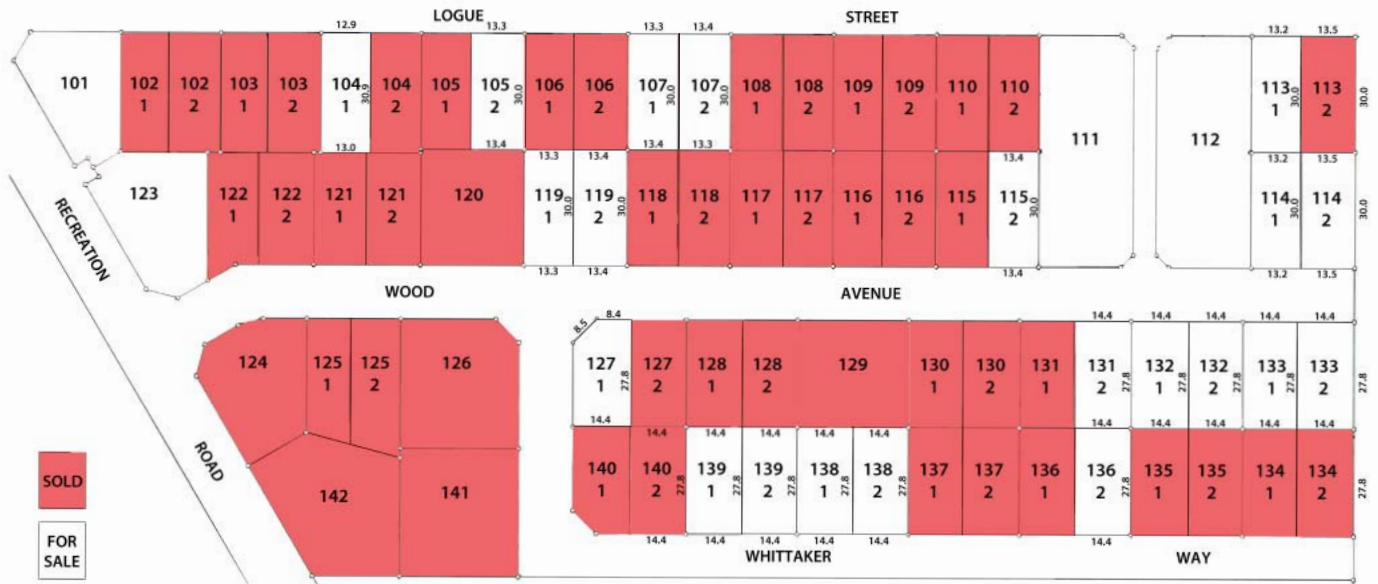 LOGUE STREET
12.9 13.3 13.3 13.4 13.2 13.5
101 102 102 103 103 104 104 105 105 106 106 107 107 108 108 109 109 110 110 111 112 113 113
1 2 1 2 1 2 1 2 1 2 1 2 1 2 1 2 1 2 1 2
30.9 30.0 30.0 30.0 30.0 30.0
13.0 13.4 13.4 13.3
13.3 13.4 13.4 13.2 13.5
123 122 122 121 121 120 119 119 118 118 117 117 116 116 115 115 114 114
1 2 1 2 1 2 1 2 1 2 1 2 1 2 1 2
30.0 30.0 30.0 30.0 30.0
13.3 13.4 13.4 13.2 13.5
RECREATION
WOOD AVENUE
8.5 8.4 14.4 14.4 14.4 14.4 14.4
124 125 125 126 127 127 128 128 129 130 130 131 131 132 132 133 133
1 2 1 2 1 2 1 2 1 2 1 2 1 2
27.8 27.8 27.8 27.8 27.8 27.8
14.4 14.4 14.4 14.4 14.4 14.4
14.4 14.4 14.4 14.4 14.4
ROAD
142 141 140 140 139 139 138 138 137 137 136 136 135 135 134 134
1 2 1 2 1 2 1 2 1 2 1 2 1 2
27.8 27.8 27.8 27.8 27.8 27.8 27.8
14.4 14.4 14.4 14.4 14.4 14.4
WHITTAKER WAY
SOLD
FOR
SALE